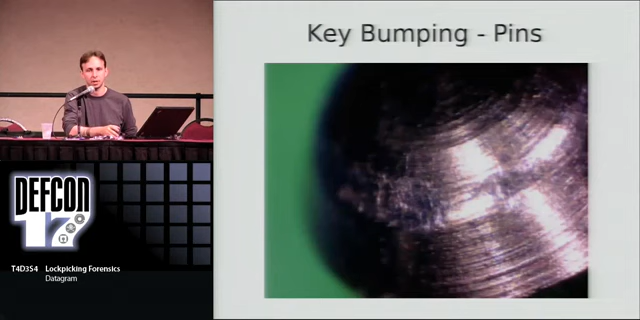 Key Bumping - Pins
DEFCON
17
T4D3S4 Lockpicking Forensics
Datagram